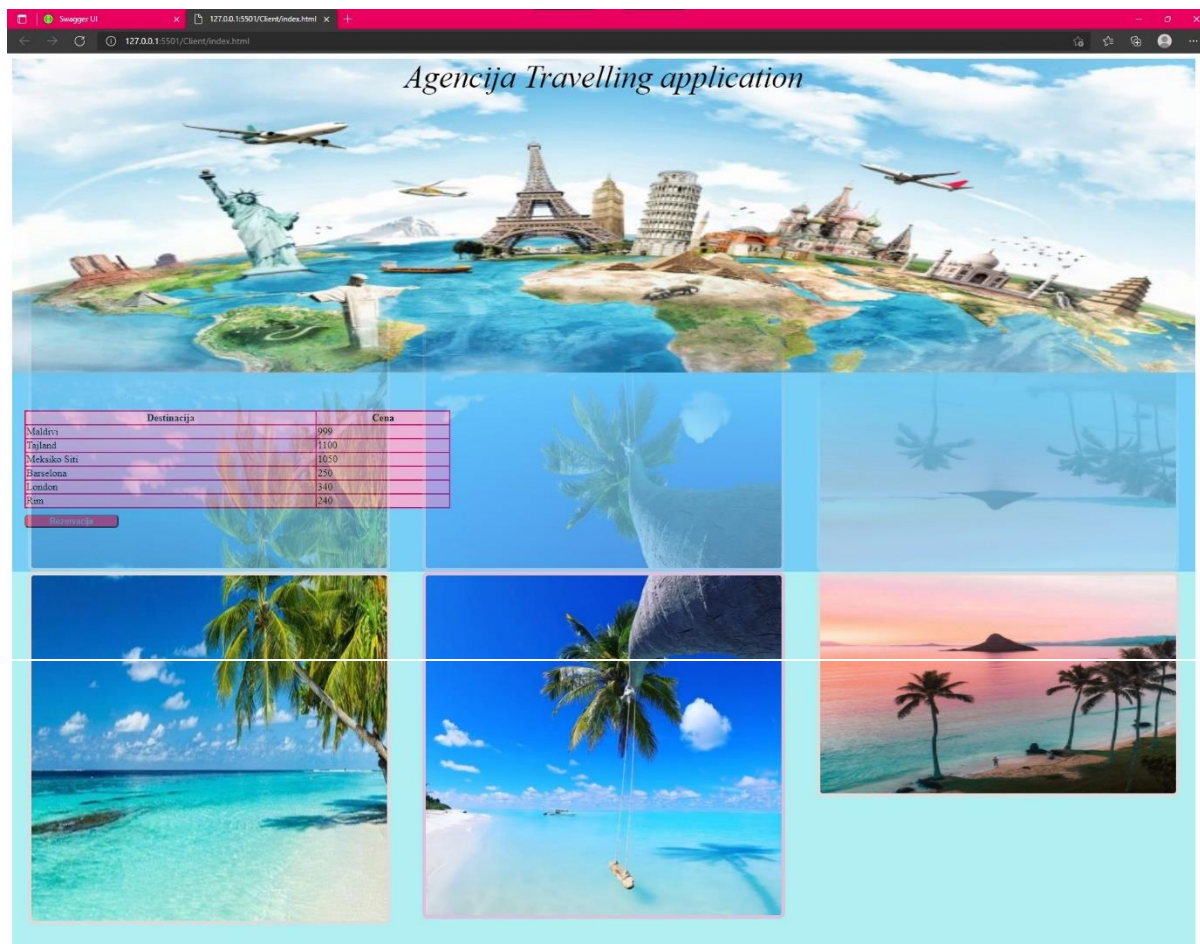 Swagger UI
127.0.0.1:5501/Client/index.html
127.0.0.1:5501/Client/index.html
Agencija Travelling application
Destinacija Cena
Maldivi 999
Tajland 1100
Meksiko Siti 1050
Barselona 250
London 340
Rim 240
Rezervacija